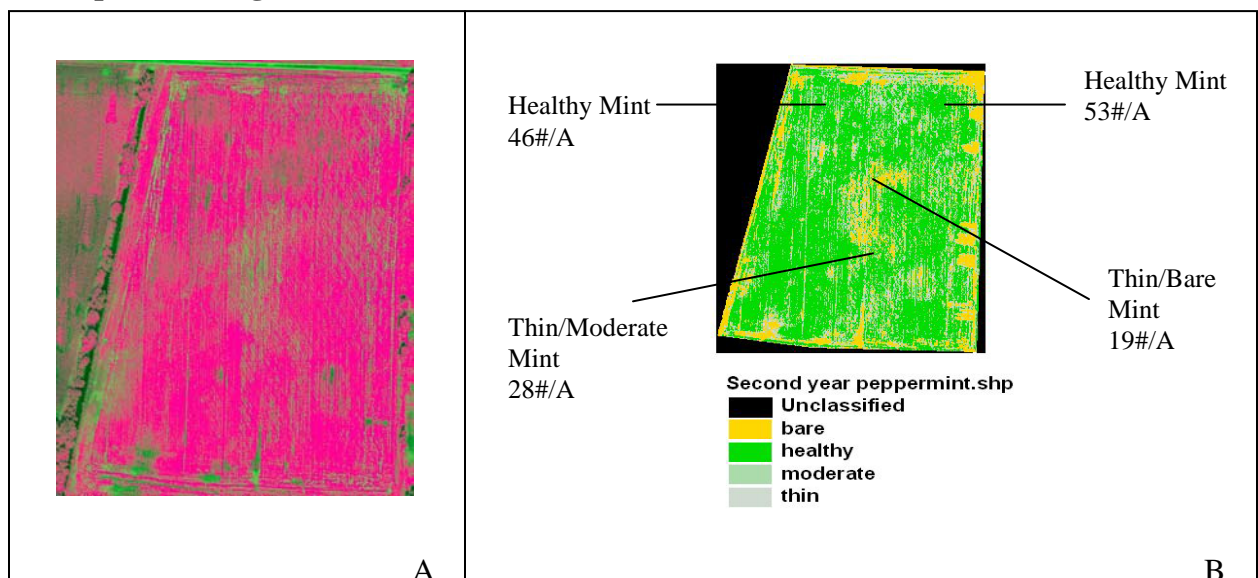 Healthy Mint
46#/A
Healthy Mint
53#/A
Thin/Moderate
Mint
28#/A
Thin/Bare
Mint
19#/A
Second year peppermint.shp
Unclassified
bare
healthy
moderate
thin
A
B